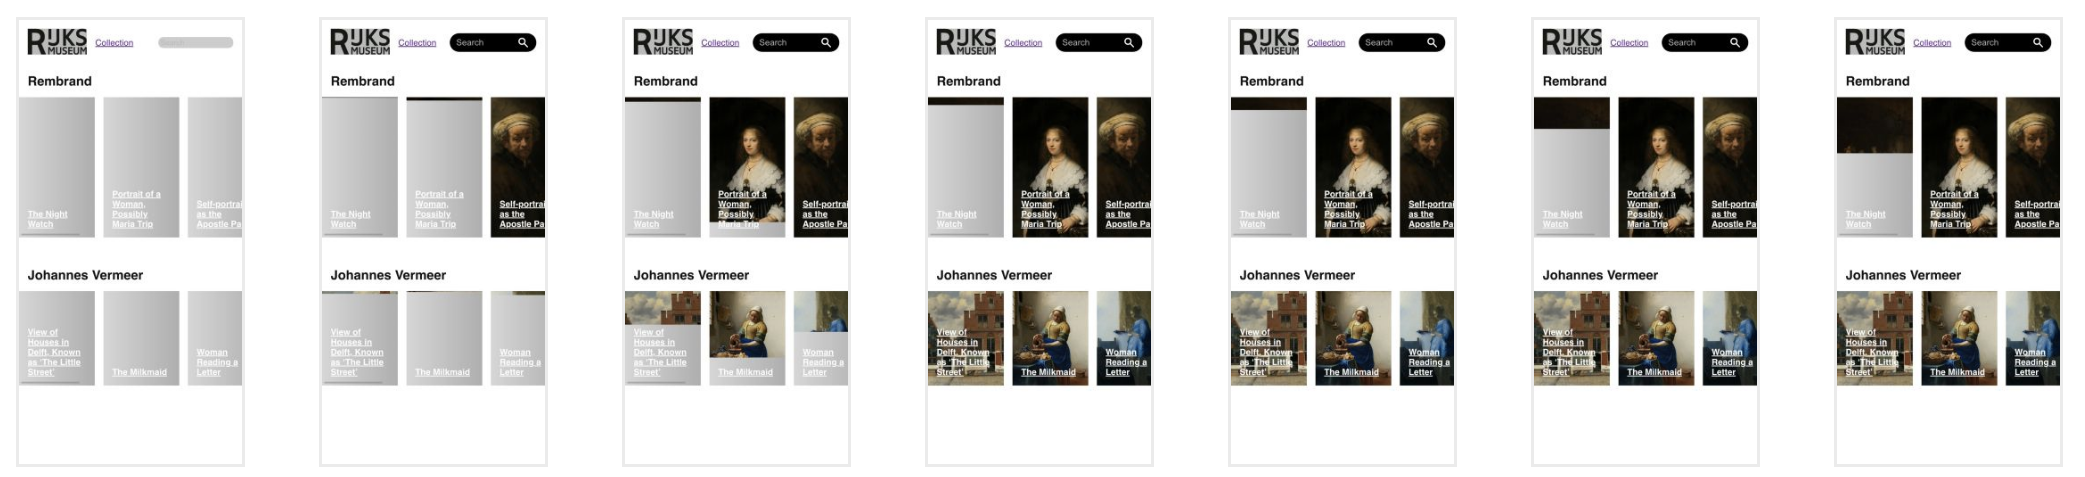 RIJKS
MUSEUM
Collection
Search
Rembrand
The Night
Watch
Portrait of a
Woman,
Possibly
Maria Trip
Self-portrai
as the
Apostle Pa
Johannes Vermeer
View of
Houses in
Delft, Known
as 'The Little
Street'
The Milkmaid
Woman
Reading a
Letter
RIJKS
MUSEUM
Collection
Search
Rembrand
The Night
Watch
Portrait of a
Woman,
Possibly
Maria Trip
Self-portrai
as the
Apostle Pa
Johannes Vermeer
View of
Houses in
Delft, Known
as 'The Little
Street'
The Milkmaid
Woman
Reading a
Letter
RIJKS
MUSEUM
Collection
Search
Rembrand
The Night
Watch
Portrait of a
Woman,
Possibly
Maria Trip
Self-portrai
as the
Apostle Pa
Johannes Vermeer
View of
Houses in
Delft, Known
as 'The Little
Street'
The Milkmaid
Woman
Reading a
Letter
RIJKS
MUSEUM
Collection
Search
Rembrand
The Night
Watch
Portrait of a
Woman,
Possibly
Maria Trip
Self-portrai
as the
Apostle Pa
Johannes Vermeer
View of
Houses in
Delft, Known
as 'The Little
Street'
The Milkmaid
Woman
Reading a
Letter
RIJKS
MUSEUM
Collection
Search
Rembrand
The Night
Watch
Portrait of a
Woman,
Possibly
Maria Trip
Self-portrai
as the
Apostle Pa
Johannes Vermeer
View of
Houses in
Delft, Known
as 'The Little
Street'
The Milkmaid
Woman
Reading a
Letter
RIJKS
MUSEUM
Collection
Search
Rembrand
The Night
Watch
Portrait of a
Woman,
Possibly
Maria Trip
Self-portrai
as the
Apostle Pa
Johannes Vermeer
View of
Houses in
Delft, Known
as 'The Little
Street'
The Milkmaid
Woman
Reading a
Letter
RIJKS
MUSEUM
Collection
Search
Rembrand
The Night
Watch
Portrait of a
Woman,
Possibly
Maria Trip
Self-portrai
as the
Apostle Pa
Johannes Vermeer
View of
Houses in
Delft, Known
as 'The Little
Street'
The Milkmaid
Woman
Reading a
Letter